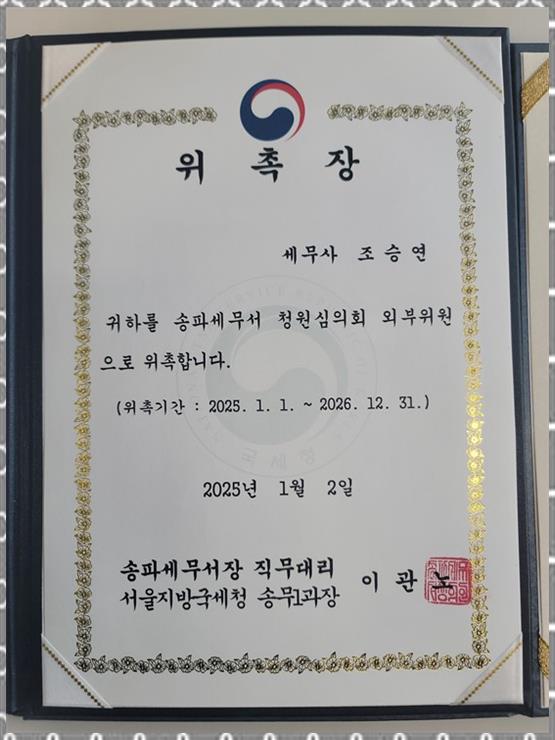 위 촉 장
세무사 조승연
귀하를 송파세무서 청원심의회 외부위원
으로 위촉합니다.
(위촉기간 : 2025. 1. 1. ~ 2026. 12. 31.)
국세청
2025년 1월 2일
송파세무서장 직무대리
서울지방국세청 송무1과장
이 관 노